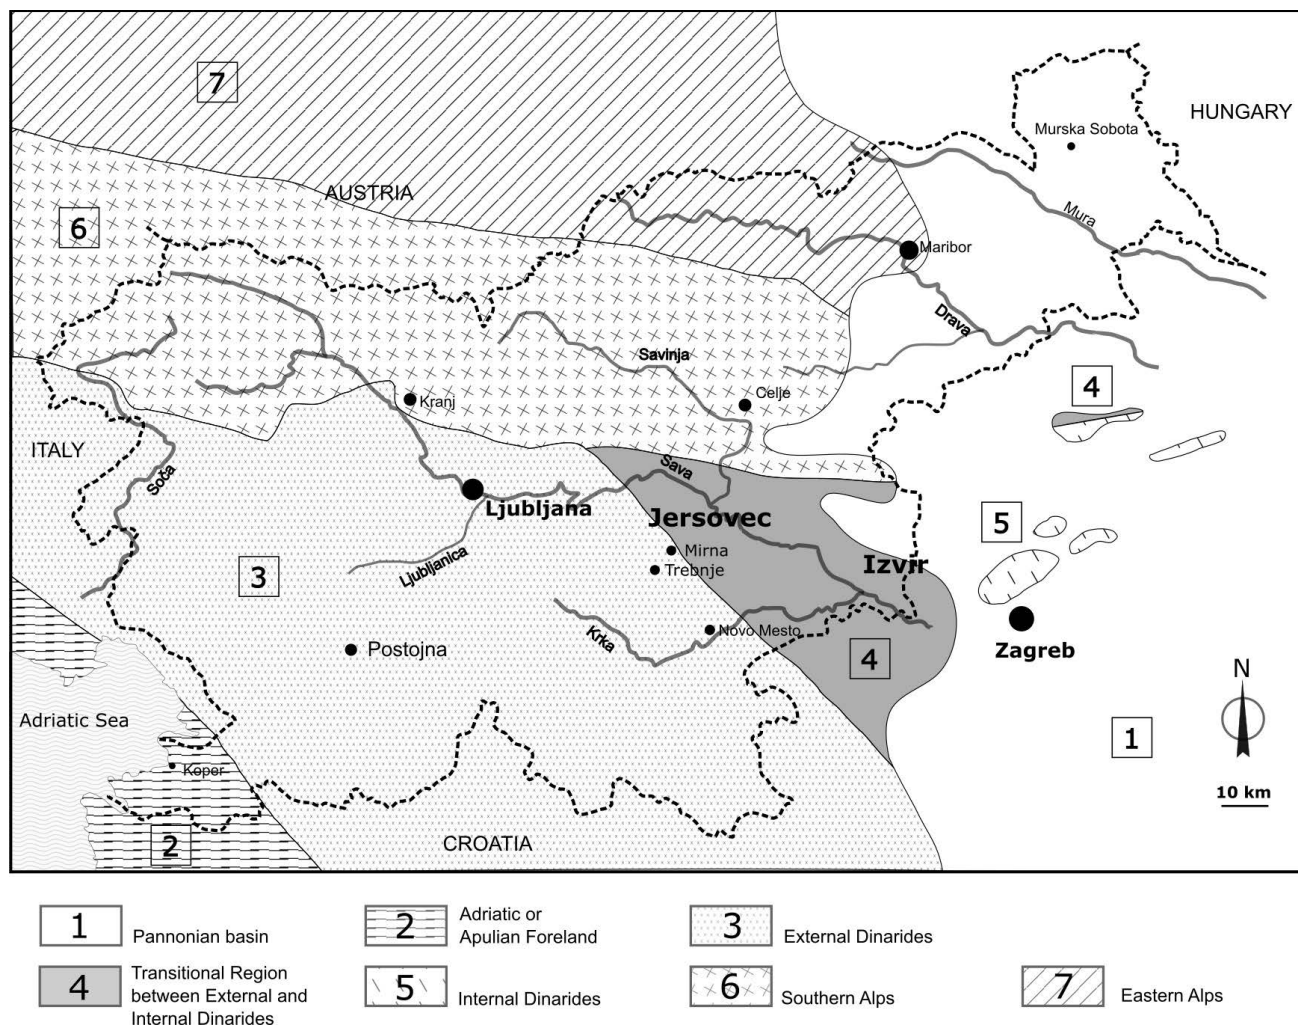 7
HUNGARY
Murska Sobota
AUSTRIA
6
Mura
Maribor
Drava
Savinja
4
Kranj
Celje
ITALY
Soča
Sava
Ljubljana
Jersovec
5
Ljubljanica
Mirna
Izvir
3
Trebnje
Krka
Novo Mesto
Zagreb
Postojna
4
N
Adriatic Sea
1
Koper
10 km
2
CROATIA
1 Pannonian basin
2 Adriatic or
Apulian Foreland
3 External Dinarides
4 Transitional Region
between External and
Internal Dinarides
5 Internal Dinarides
6 Southern Alps
7 Eastern Alps